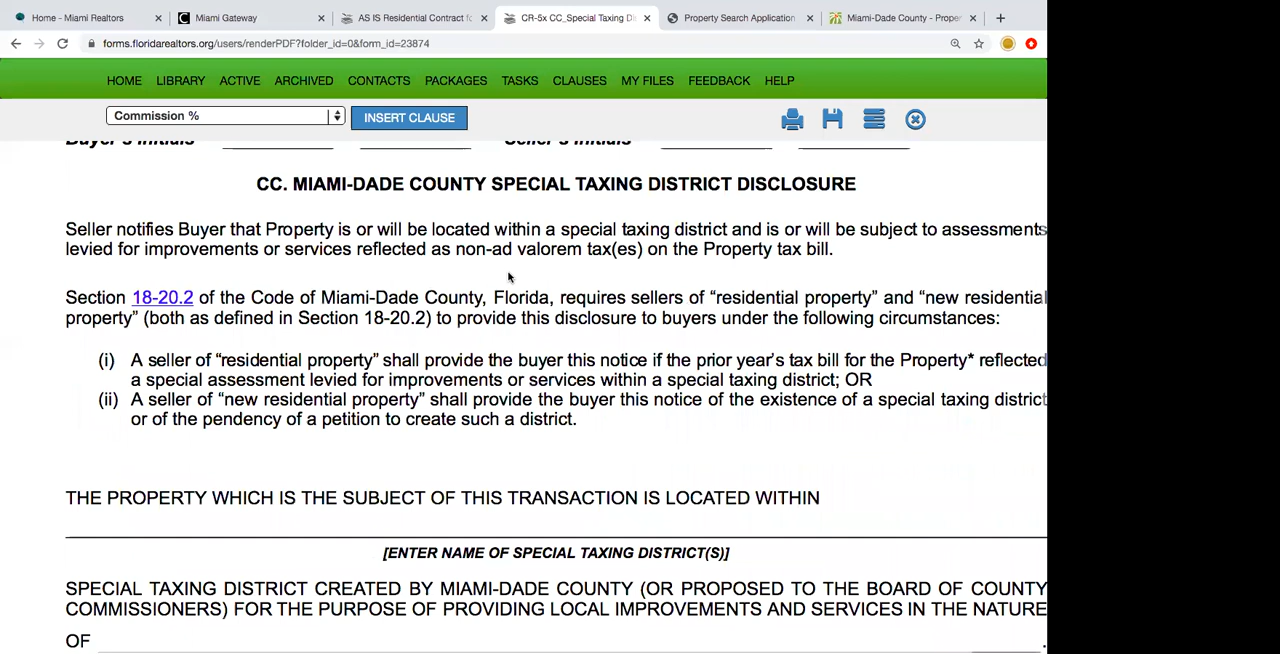 Home - Miami Realtors
Miami Gateway
AS IS Residential Contract fo
CR-5x CC_Special Taxing Di
Property Search Application
Miami-Dade County - Proper
forms.floridarealtors.org/users/renderPDF?folder_id=0&form_id=23874
HOME LIBRARY ACTIVE ARCHIVED CONTACTS PACKAGES TASKS CLAUSES MY FILES FEEDBACK HELP
Commission % INSERT CLAUSE
Buyer's Initials Seller's Initials
CC. MIAMI-DADE COUNTY SPECIAL TAXING DISTRICT DISCLOSURE
Seller notifies Buyer that Property is or will be located within a special taxing district and is or will be subject to assessments
levied for improvements or services reflected as non-ad valorem tax(es) on the Property tax bill.
Section 18-20.2 of the Code of Miami-Dade County, Florida, requires sellers of “residential property” and “new residential
property” (both as defined in Section 18-20.2) to provide this disclosure to buyers under the following circumstances:
(i) A seller of “residential property” shall provide the buyer this notice if the prior year's tax bill for the Property* reflected
a special assessment levied for improvements or services within a special taxing district; OR
(ii) A seller of “new residential property” shall provide the buyer this notice of the existence of a special taxing district
or of the pendency of a petition to create such a district.
THE PROPERTY WHICH IS THE SUBJECT OF THIS TRANSACTION IS LOCATED WITHIN
[ENTER NAME OF SPECIAL TAXING DISTRICT(S)]
SPECIAL TAXING DISTRICT CREATED BY MIAMI-DADE COUNTY (OR PROPOSED TO THE BOARD OF COUNTY
COMMISSIONERS) FOR THE PURPOSE OF PROVIDING LOCAL IMPROVEMENTS AND SERVICES IN THE NATURE
OF .